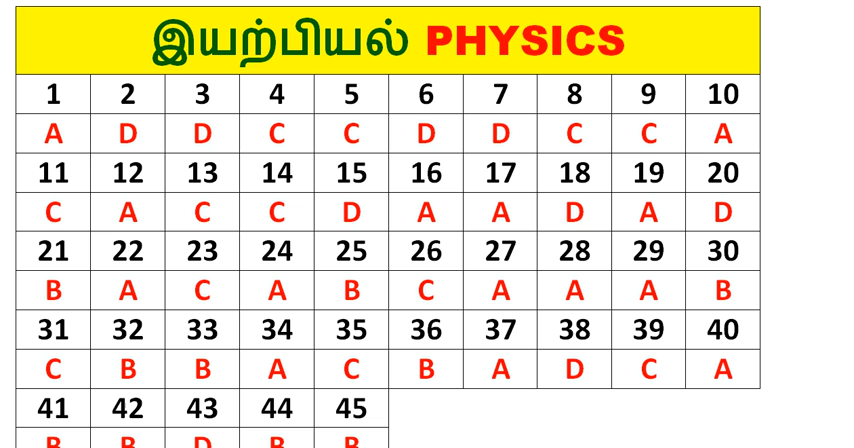 இயற்பியல் PHYSICS
1 2 3 4 5 6 7 8 9 10
A D D C C D D C C A
11 12 13 14 15 16 17 18 19 20
C A C C D A A D A D
21 22 23 24 25 26 27 28 29 30
B A C A B C A A A B
31 32 33 34 35 36 37 38 39 40
C B B A C B A D C A
41 42 43 44 45
B B D B B